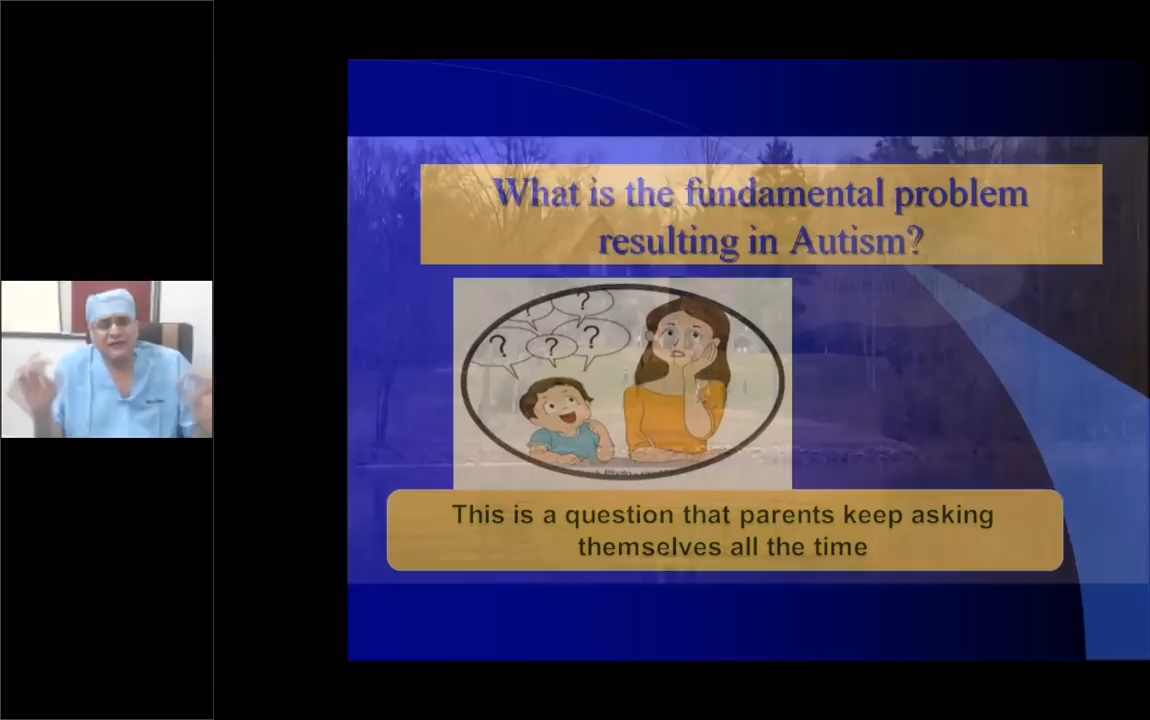 What is the fundamental problem
resulting in Autism?
?
?
?
?
This is a question that parents keep asking
themselves all the time